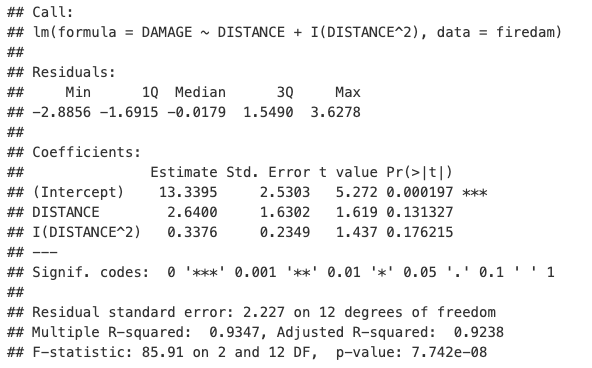 ## Call:
## lm(formula = DAMAGE ~ DISTANCE + I(DISTANCE^2), data = firedam)
##
## Residuals:
##     Min      1Q  Median      3Q     Max
## -2.8856 -1.6915 -0.0179  1.5490  3.6278
##
## Coefficients:
##               Estimate Std. Error t value Pr(>|t|)
## (Intercept)    13.3395     2.5303   5.272 0.000197 ***
## DISTANCE        2.6400     1.6302   1.619 0.131327
## I(DISTANCE^2)   0.3376     0.2349   1.437 0.176215
## ---
## Signif. codes:  0 '***' 0.001 '**' 0.01 '*' 0.05 '.' 0.1 ' ' 1
##
## Residual standard error: 2.227 on 12 degrees of freedom
## Multiple R-squared:  0.9347, Adjusted R-squared:  0.9238
## F-statistic: 85.91 on 2 and 12 DF,  p-value: 7.742e-08